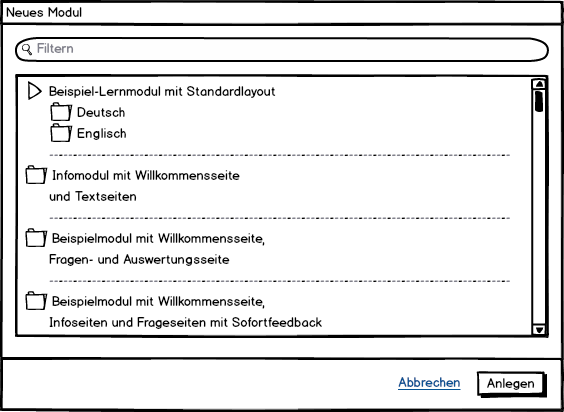 Neues Modul
Filtern
Beispiel-Lernmodul mit Standardlayout
Deutsch
Englisch
Infomodul mit Willkommensseite
und Textseiten
Beispielmodul mit Willkommensseite,
Fragen- und Auswertungsseite
Beispielmodul mit Willkommensseite,
Infoseiten und Frageseiten mit Sofortfeedback
Abbrechen
Anlegen